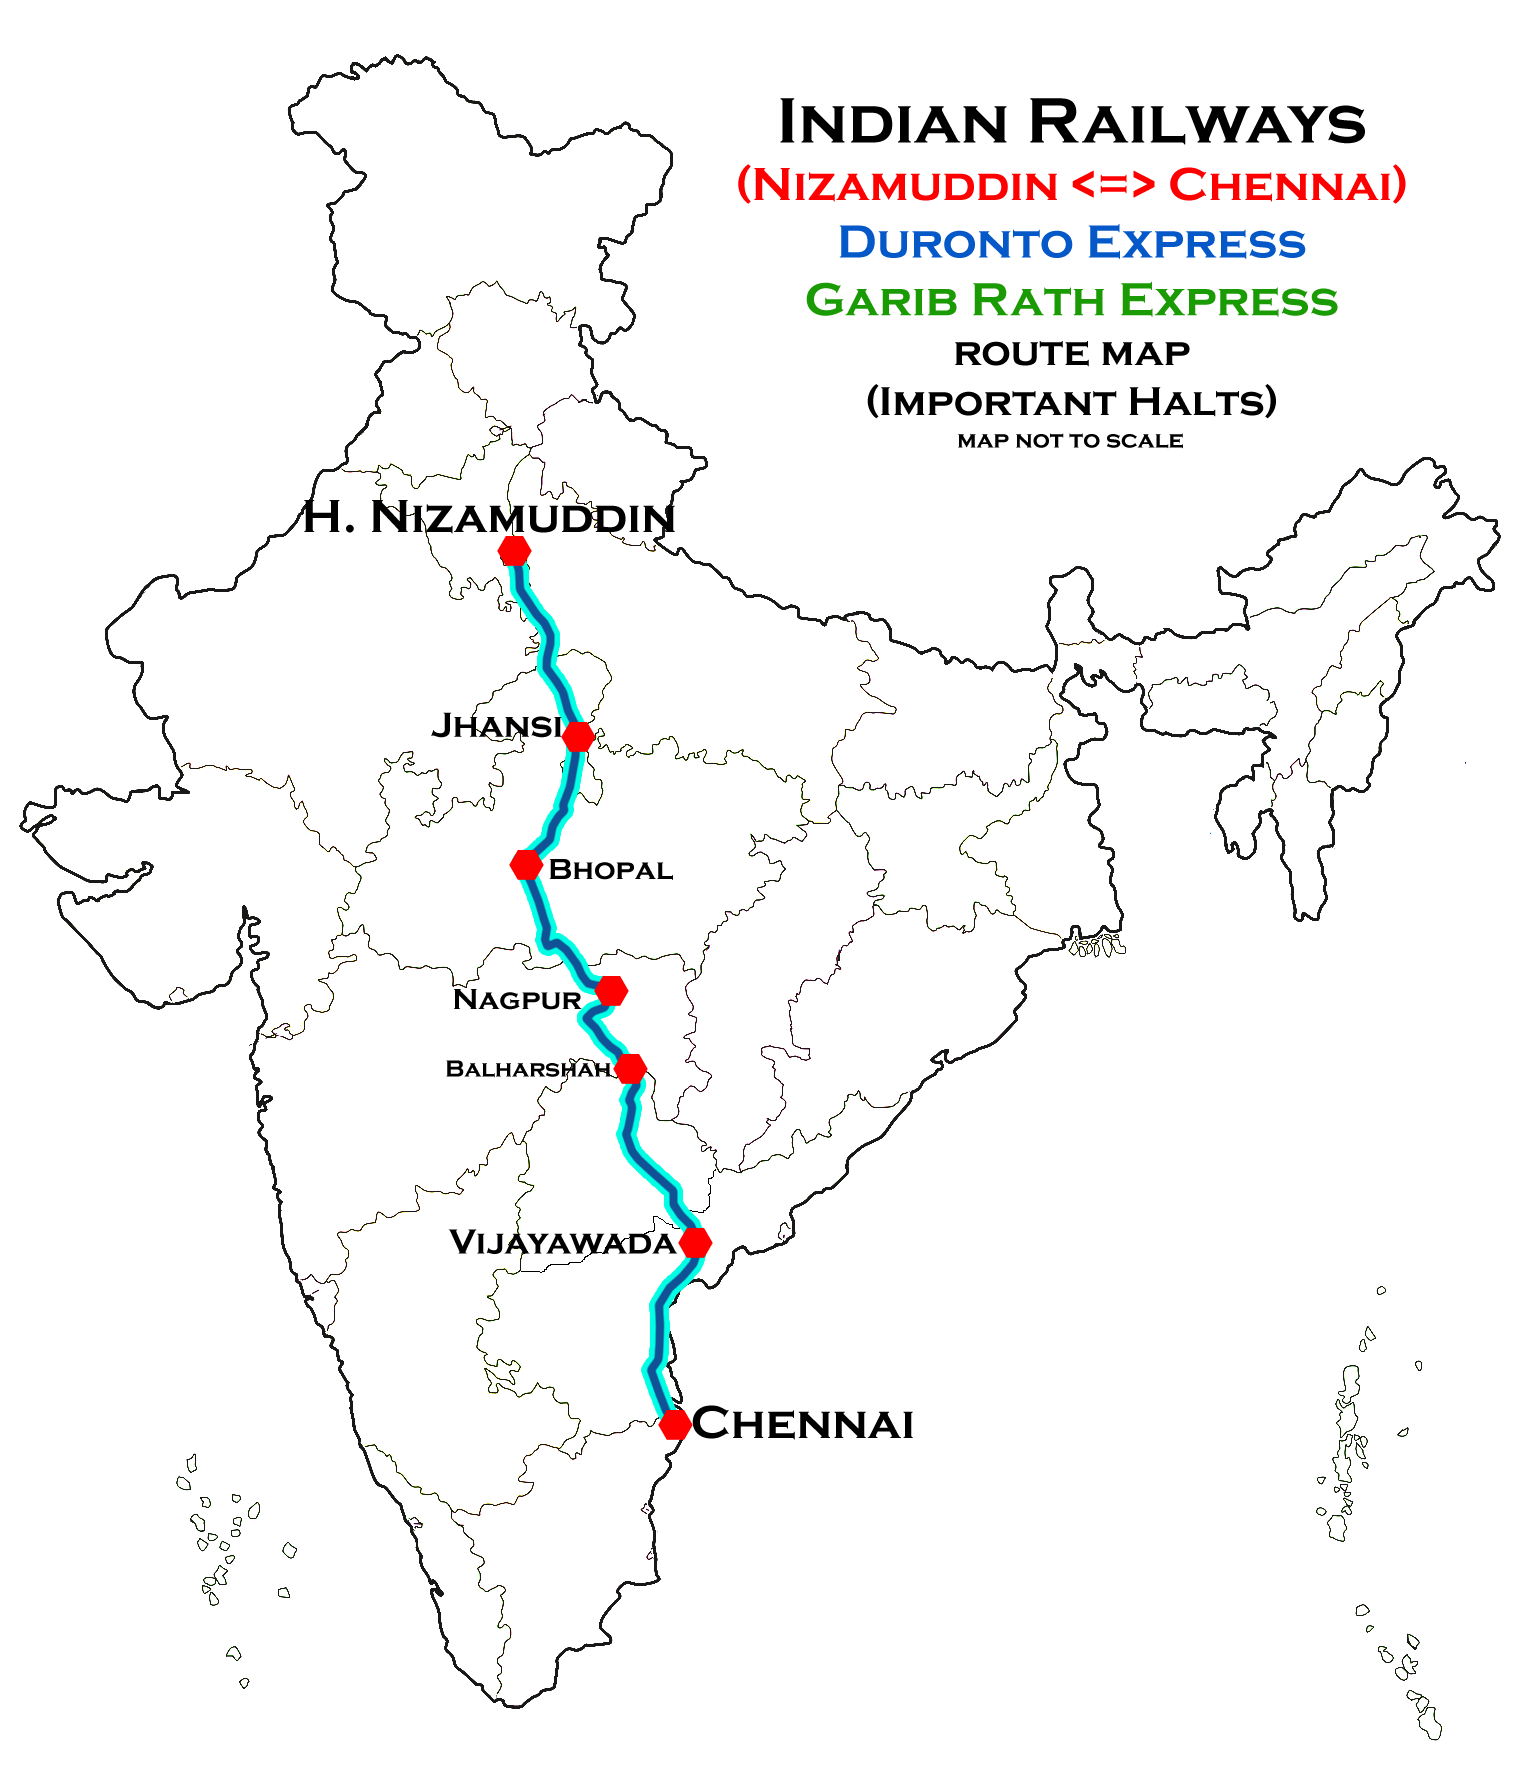 Indian Railways
(Nizamuddin <=> Chennai)
Duronto Express
Garib Rath Express
route map
(Important Halts)
map not to scale
H. Nizamuddin
Jhansi
Bhopal
Nagpur
Balharshah
Vijayawada
Chennai